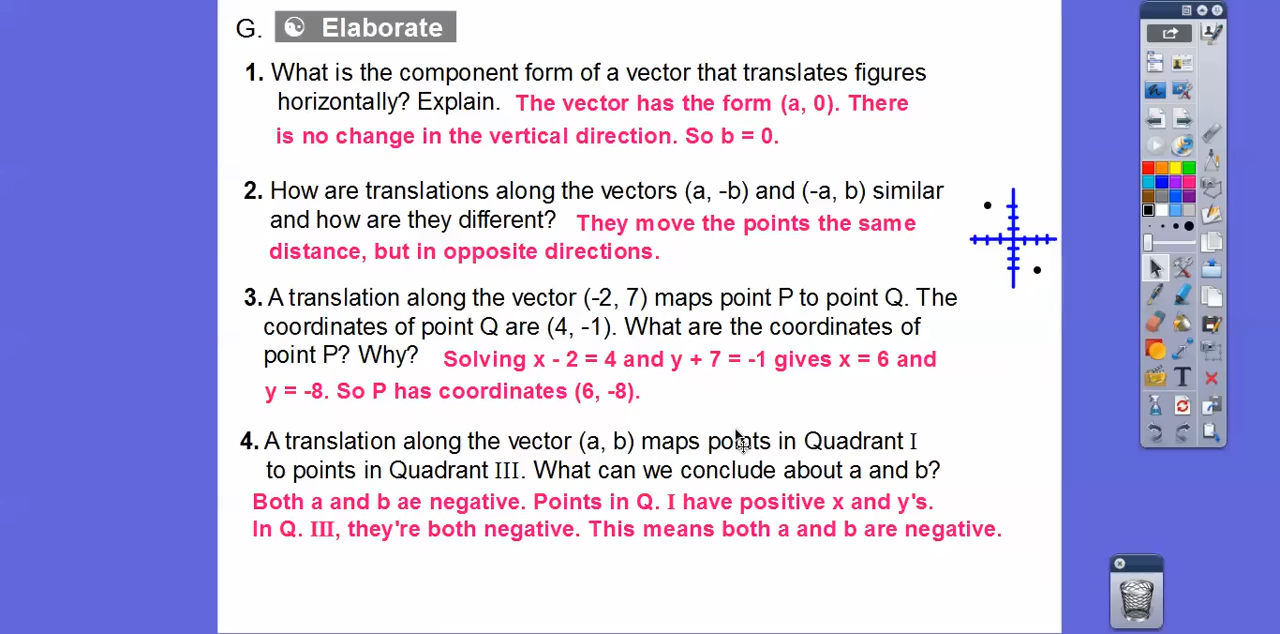 G. Elaborate
1. What is the component form of a vector that translates figures
horizontally? Explain. The vector has the form (a, 0). There
is no change in the vertical direction. So b = 0.
2. How are translations along the vectors (a, -b) and (-a, b) similar
and how are they different? They move the points the same
distance, but in opposite directions.
3. A translation along the vector (-2, 7) maps point P to point Q. The
coordinates of point Q are (4, -1). What are the coordinates of
point P? Why? Solving x - 2 = 4 and y + 7 = -1 gives x = 6 and
y = -8. So P has coordinates (6, -8).
4. A translation along the vector (a, b) maps points in Quadrant I
to points in Quadrant III. What can we conclude about a and b?
Both a and b ae negative. Points in Q. I have positive x and y's.
In Q. III, they're both negative. This means both a and b are negative.
T